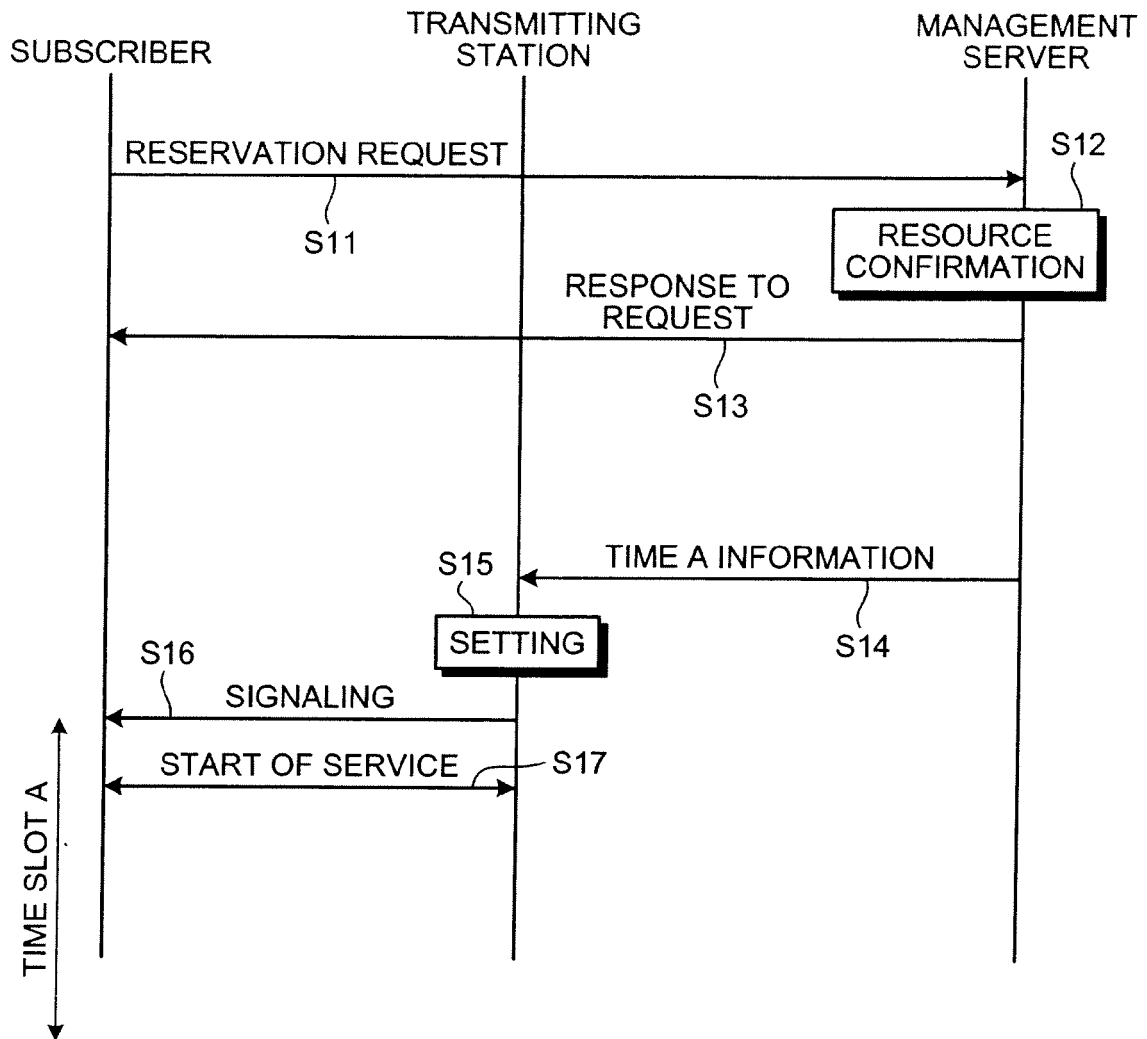 SUBSCRIBER
TRANSMITTING
STATION
MANAGEMENT
SERVER
RESERVATION REQUEST
S11
S12
RESOURCE
CONFIRMATION
RESPONSE TO
REQUEST
S13
TIME A INFORMATION
S14
S15
SETTING
S16
SIGNALING
START OF SERVICE
S17
TIME SLOT A